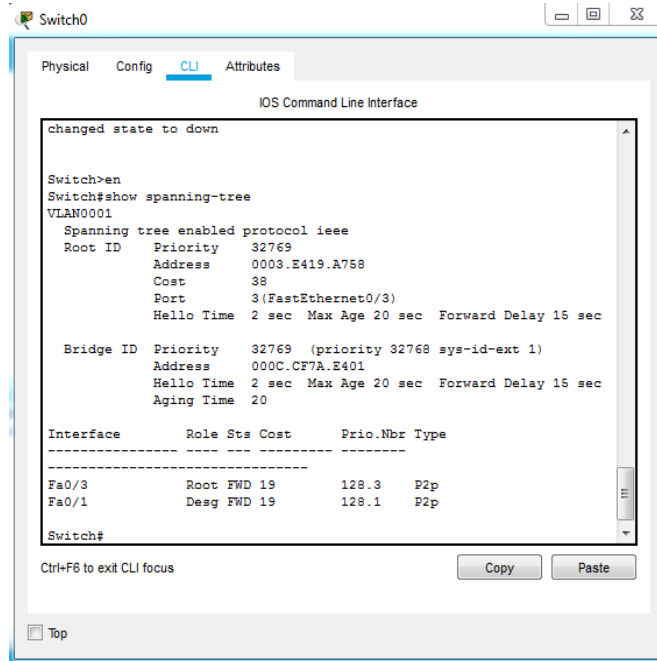 Switch0
Physical Config CLI Attributes
IOS Command Line Interface
changed state to down
Switch>en
Switch#show spanning-tree
VLAN0001
  Spanning tree enabled protocol ieee
  Root ID    Priority    32769
             Address     0003.E419.A758
             Cost        38
             Port        3(FastEthernet0/3)
             Hello Time  2 sec  Max Age 20 sec  Forward Delay 15 sec

  Bridge ID  Priority    32769  (priority 32768 sys-id-ext 1)
             Address     000C.CF7A.E401
             Hello Time  2 sec  Max Age 20 sec  Forward Delay 15 sec
             Aging Time  20

Interface        Role Sts Cost      Prio.Nbr Type
---------------- ---- --- --------- --------
--------------------------------
Fa0/3            Root FWD 19        128.3    P2p
Fa0/1            Desg FWD 19        128.1    P2p

Switch#
Ctrl+F6 to exit CLI focus
Copy Paste
Top